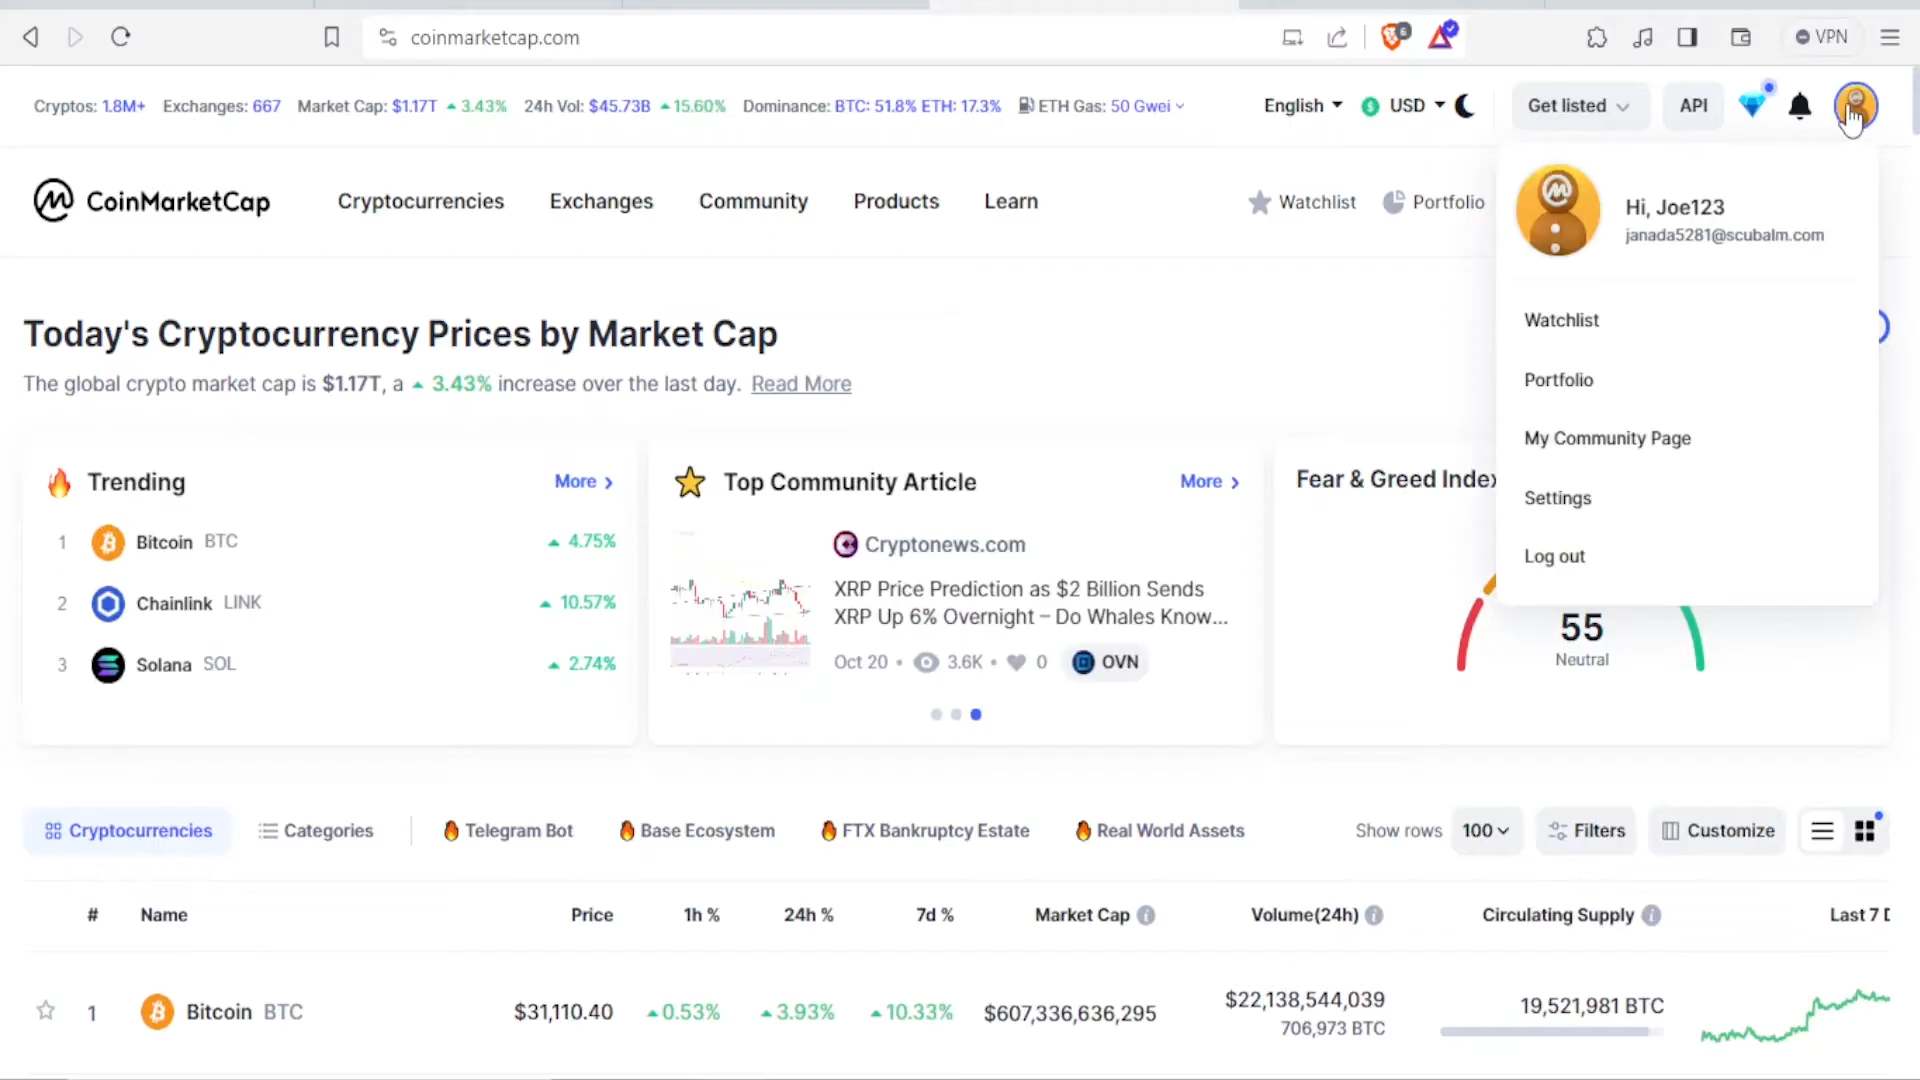 coinmarketcap.com
6
VPN
Cryptos: 1.8M+ Exchanges: 667 Market Cap: $1.17T 3.43% 24h Vol: $45.73B 15.60% Dominance: BTC: 51.8% ETH: 17.3% ETH Gas: 50 Gwei
English USD Get listed API
CoinMarketCap
Cryptocurrencies Exchanges Community Products Learn
Watchlist Portfolio
Hi, Joe123
janada5281@scubalm.com
Watchlist
Portfolio
My Community Page
Settings
Log out
Today's Cryptocurrency Prices by Market Cap
The global crypto market cap is $1.17T, a 3.43% increase over the last day. Read More
Trending More
1 Bitcoin BTC 4.75%
2 Chainlink LINK 10.57%
3 Solana SOL 2.74%
Top Community Article More
Cryptonews.com
XRP Price Prediction as $2 Billion Sends
XRP Up 6% Overnight – Do Whales Know...
Oct 20 • 3.6K • 0 OVN
Fear & Greed Index
55
Neutral
Cryptocurrencies Categories Telegram Bot Base Ecosystem FTX Bankruptcy Estate Real World Assets Show rows 100 Filters Customize
# Name Price 1h % 24h % 7d % Market Cap Volume(24h) Circulating Supply Last 7 D
1 Bitcoin BTC $31,110.40 0.53% 3.93% 10.33% $607,336,636,295 $22,138,544,039 19,521,981 BTC
706,973 BTC